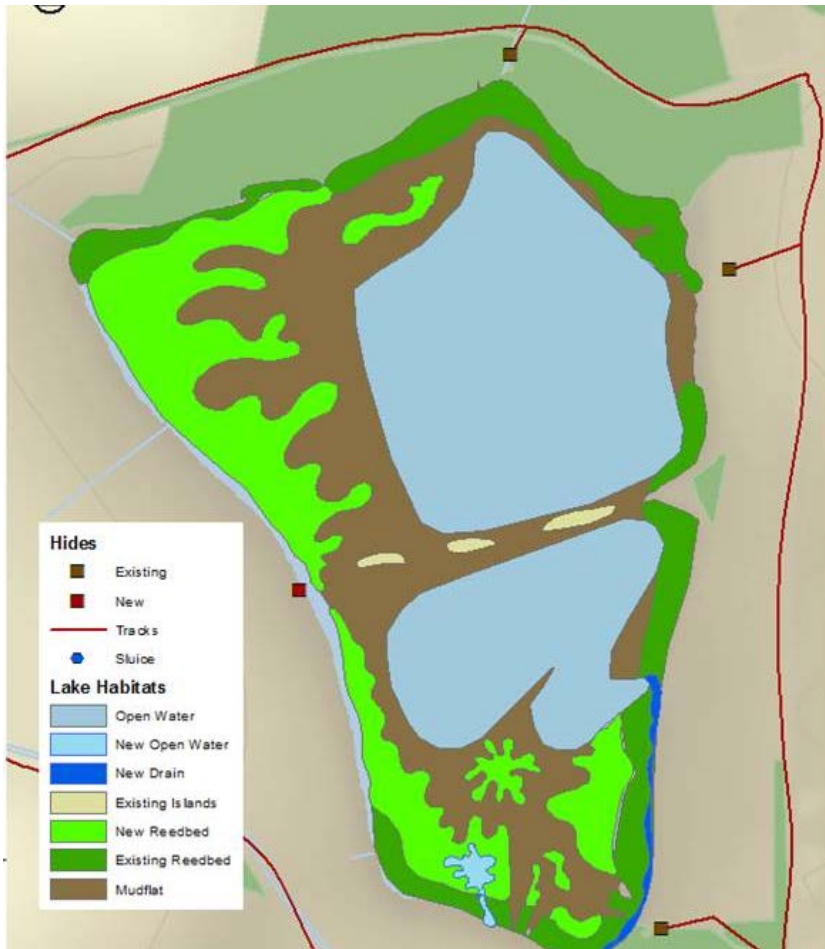 Hides
Existing
New
Tracks
Sluice
Lake Habitats
Open Water
New Open Water
New Drain
Existing Islands
New Reedbed
Existing Reedbed
Mudflat